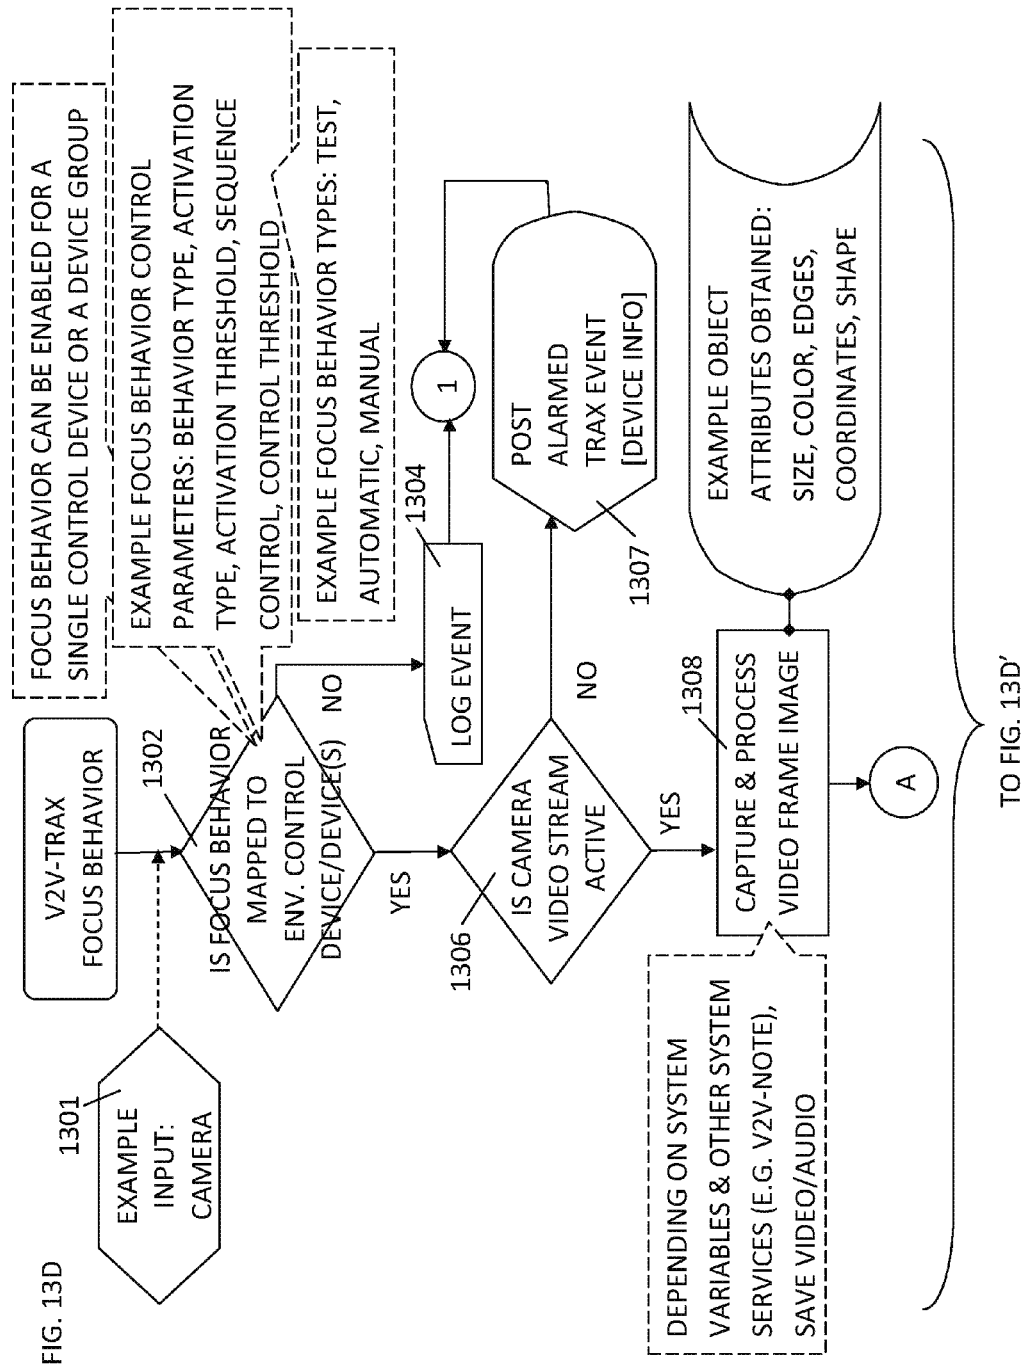 FIG. 13D
V2V-TRAX
FOCUS BEHAVIOR
1301
EXAMPLE
INPUT:
CAMERA
FOCUS BEHAVIOR CAN BE ENABLED FOR A
SINGLE CONTROL DEVICE OR A DEVICE GROUP
EXAMPLE FOCUS BEHAVIOR CONTROL
PARAMETERS: BEHAVIOR TYPE, ACTIVATION
TYPE, ACTIVATION THRESHOLD, SEQUENCE
CONTROL, CONTROL THRESHOLD
EXAMPLE FOCUS BEHAVIOR TYPES: TEST,
AUTOMATIC, MANUAL
1302
IS FOCUS BEHAVIOR
MAPPED TO
ENV. CONTROL
DEVICE/DEVICE(S)
NO
YES
1304
LOG EVENT
1
1306
IS CAMERA
VIDEO STREAM
ACTIVE
NO
YES
POST
ALARMED
TRAX EVENT
[DEVICE INFO]
1307
1308
CAPTURE & PROCESS
VIDEO FRAME IMAGE
EXAMPLE OBJECT
ATTRIBUTES OBTAINED:
SIZE, COLOR, EDGES,
COORDINATES, SHAPE
DEPENDING ON SYSTEM
VARIABLES & OTHER SYSTEM
SERVICES (E.G. V2V-NOTE),
SAVE VIDEO/AUDIO
A
TO FIG. 13D'